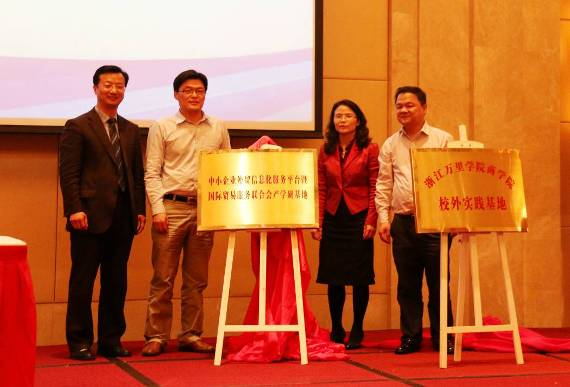 中小企业外贸信息化服务平台暨
国际贸易服务联合会产学研基地
浙江万里学院商学院
校外实践基地